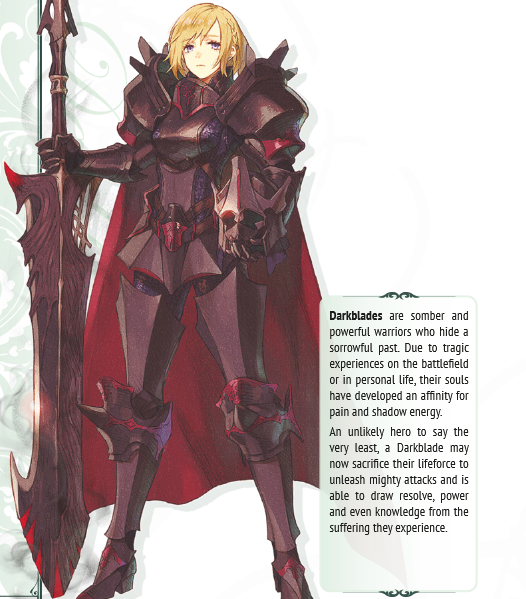 Darkblades are somber and
powerful warriors who hide a
sorrowful past. Due to tragic
experiences on the battlefield
or in personal life, their souls
have developed an affinity for
pain and shadow energy.
An unlikely hero to say the
very least, a Darkblade may
now sacrifice their lifeforce to
unleash mighty attacks and is
able to draw resolve, power
and even knowledge from the
suffering they experience.